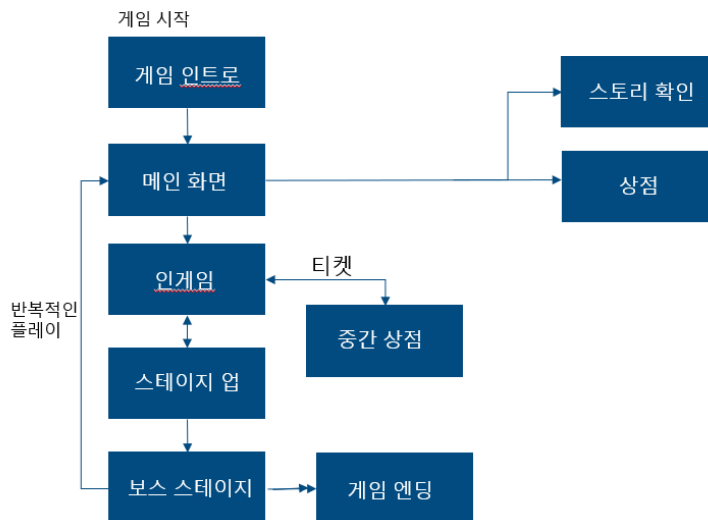 게임 시작
게임 인트로
스토리 확인
메인 화면
상점
인게임
티켓
반복적인
플레이
중간 상점
스테이지 업
보스 스테이지
게임 엔딩